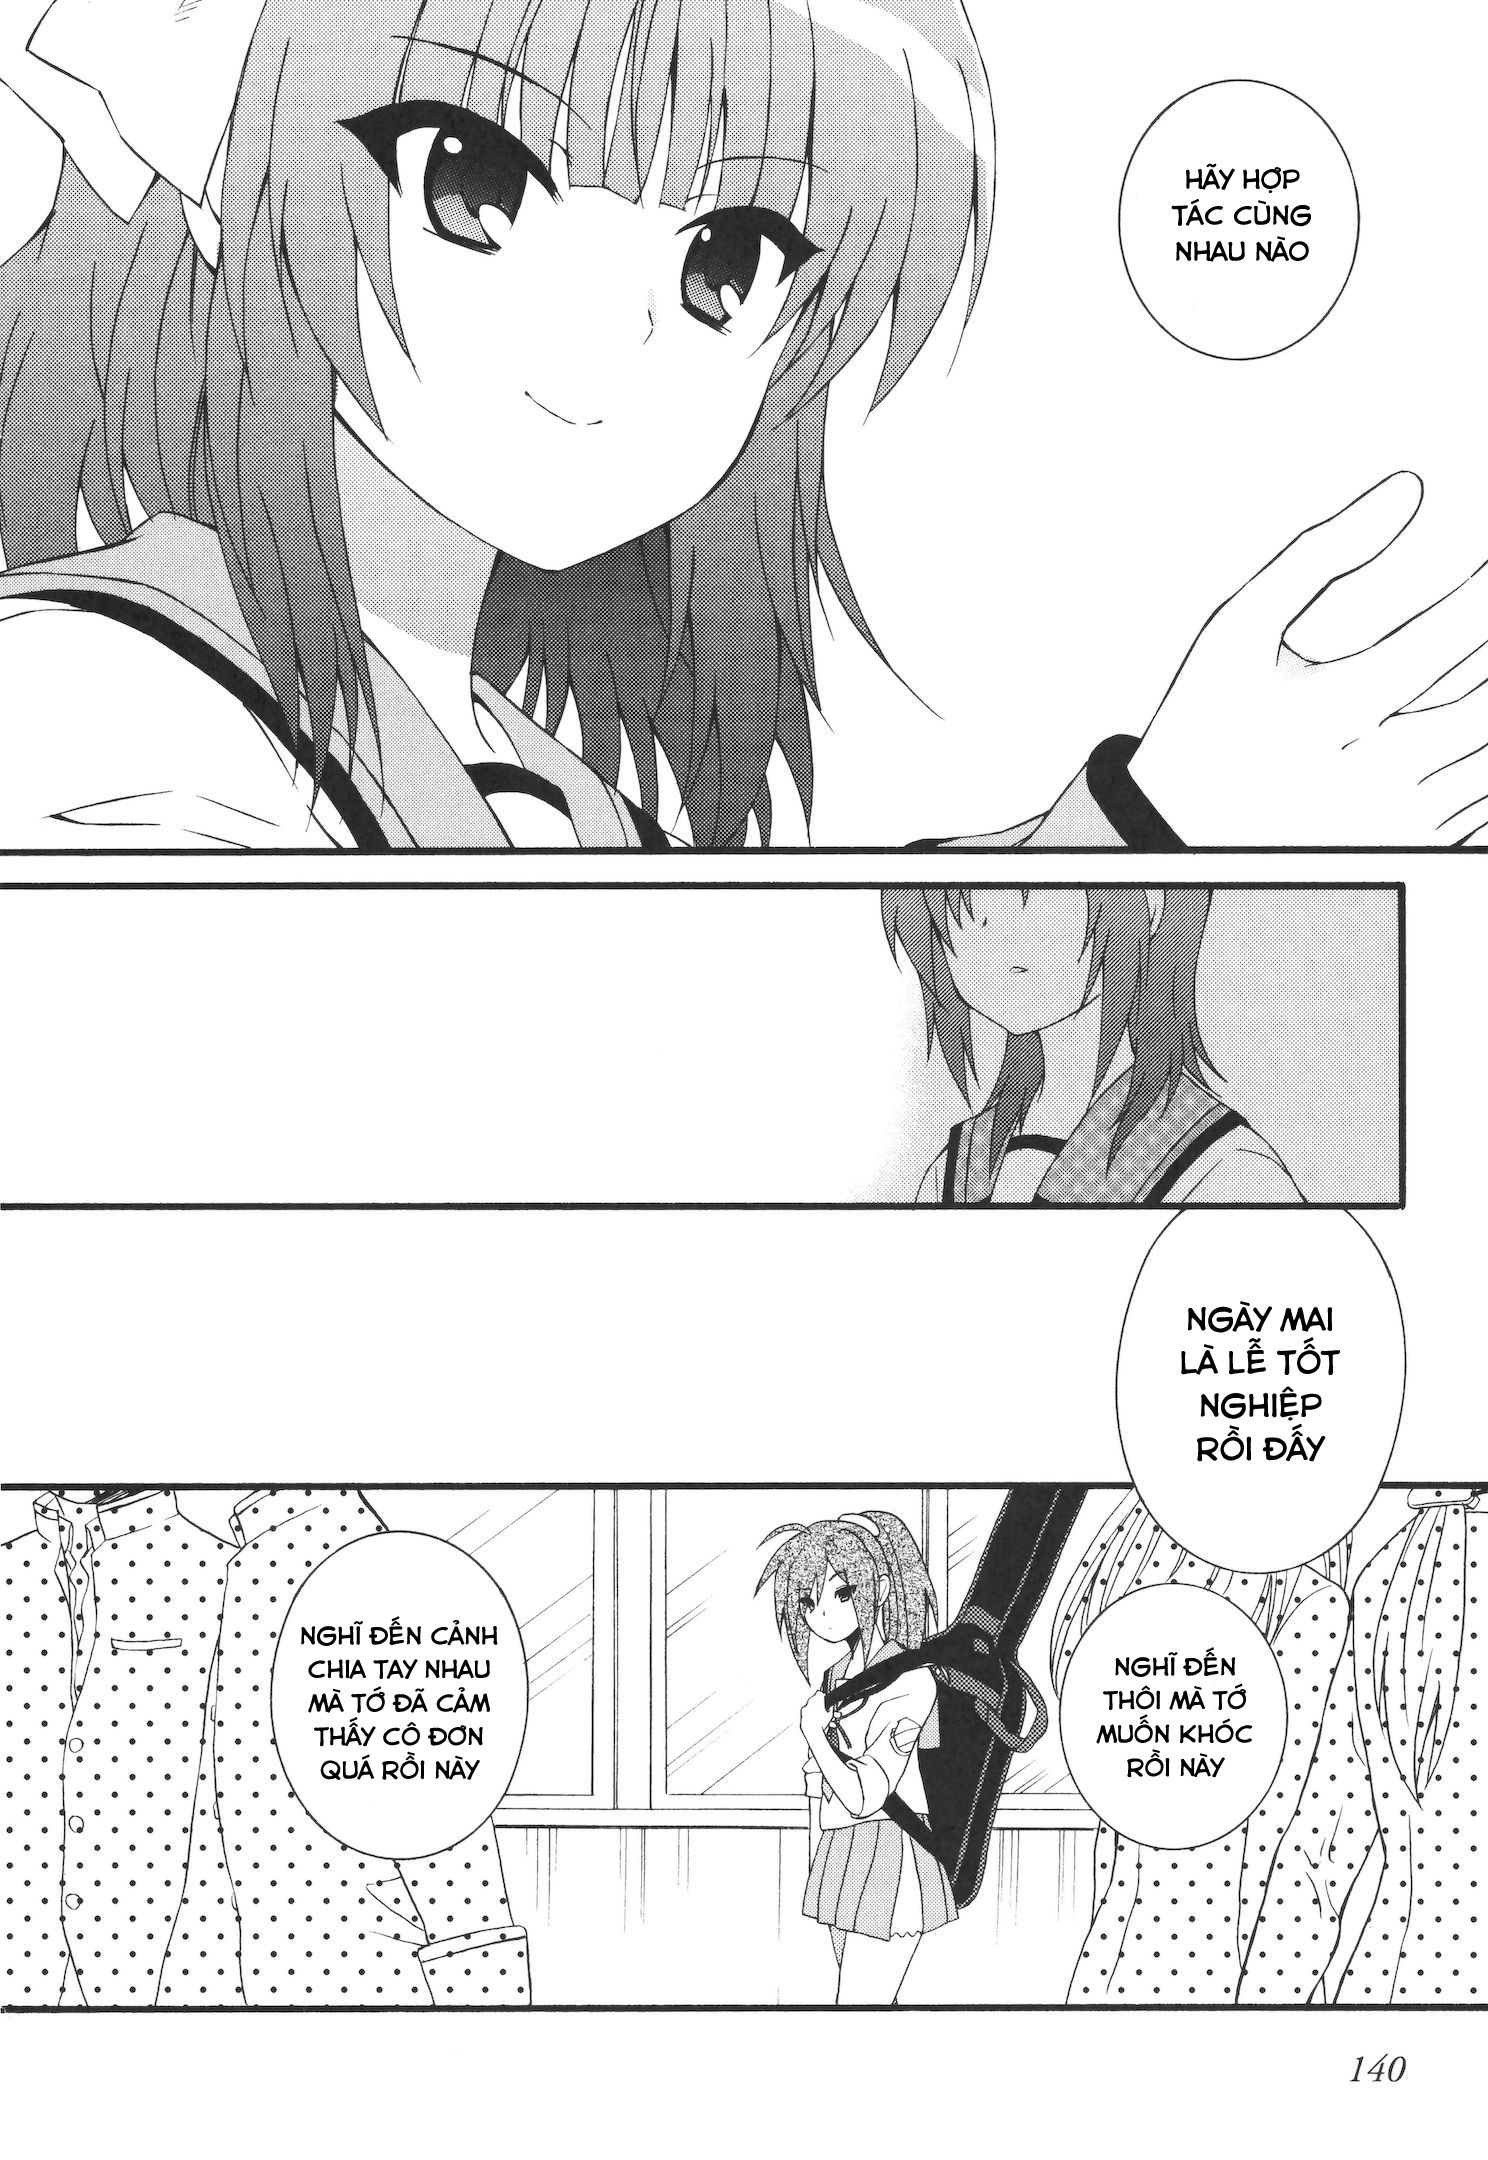 HÃY HỢP
TÁC CÙNG
NHAU NÀO
NGÀY MAI
LÀ LỄ TỐT
NGHIỆP
RỒI ĐẤY
NGHĨ ĐẾN
THÔI MÀ TỚ
MUỐN KHÓC
RỒI NÀY
NGHĨ ĐẾN CẢNH
CHIA TAY NHAU
MÀ TỚ ĐÃ CẢM
THẤY CÔ ĐƠN
QUÁ RỒI NÀY
140